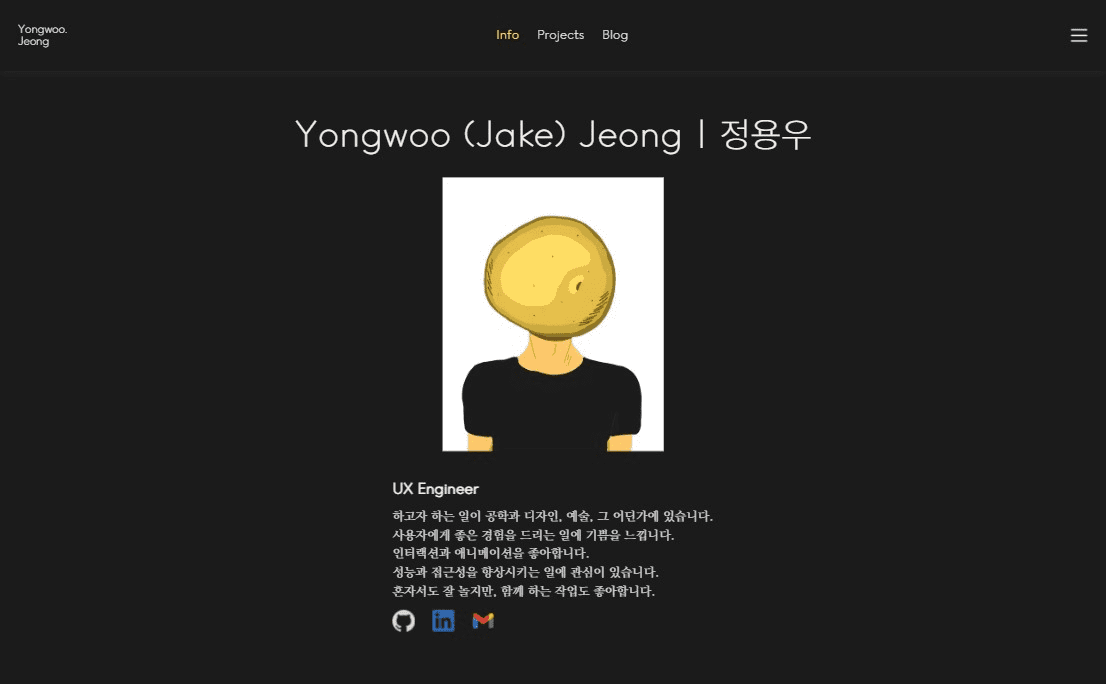 Yongwoo.
Jeong
Info Projects Blog
Yongwoo (Jake) Jeong | 정용우
UX Engineer
하고자 하는 일이 공학과 디자인, 예술, 그 어딘가에 있습니다.
사용자에게 좋은 경험을 드리는 일에 기쁨을 느낍니다.
인터랙션과 애니메이션을 좋아합니다.
성능과 접근성을 향상시키는 일에 관심이 있습니다.
혼자서도 잘 놀지만, 함께 하는 작업도 좋아합니다.
in